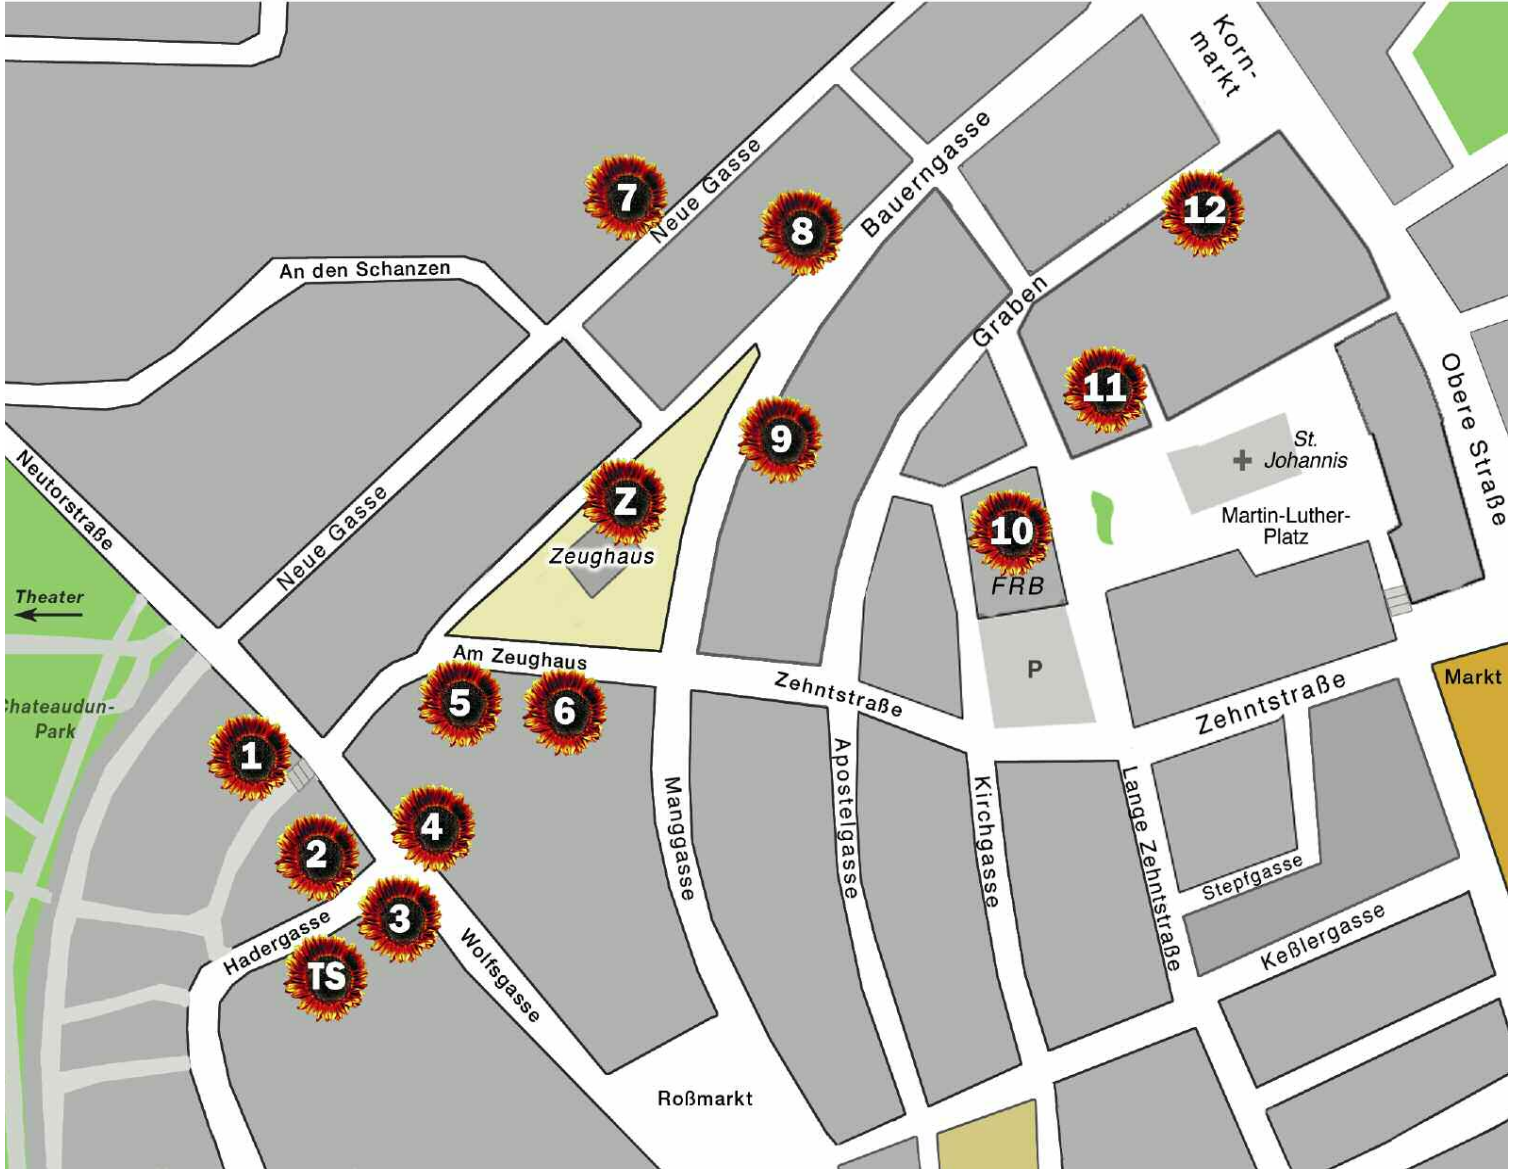 Korn-
markt
Neue Gasse
Bauerngasse
7
8
12
An den Schanzen
Graben
11
Obere Straße
9
St.
Johannis
Neutorstraße
Neue Gasse
Z
Zeughaus
10
FRB
Martin-Luther-
Platz
Theater
Am Zeughaus
P
Markt
5
6
Zehntstraße
Zehntstraße
Chateaudun-
Park
1
4
2
Manggasse
Apostelgasse
Kirchgasse
Lange Zehntstraße
Stepfgasse
3
Hadergasse
TS
Wolfsgasse
Keßlergasse
Roßmarkt